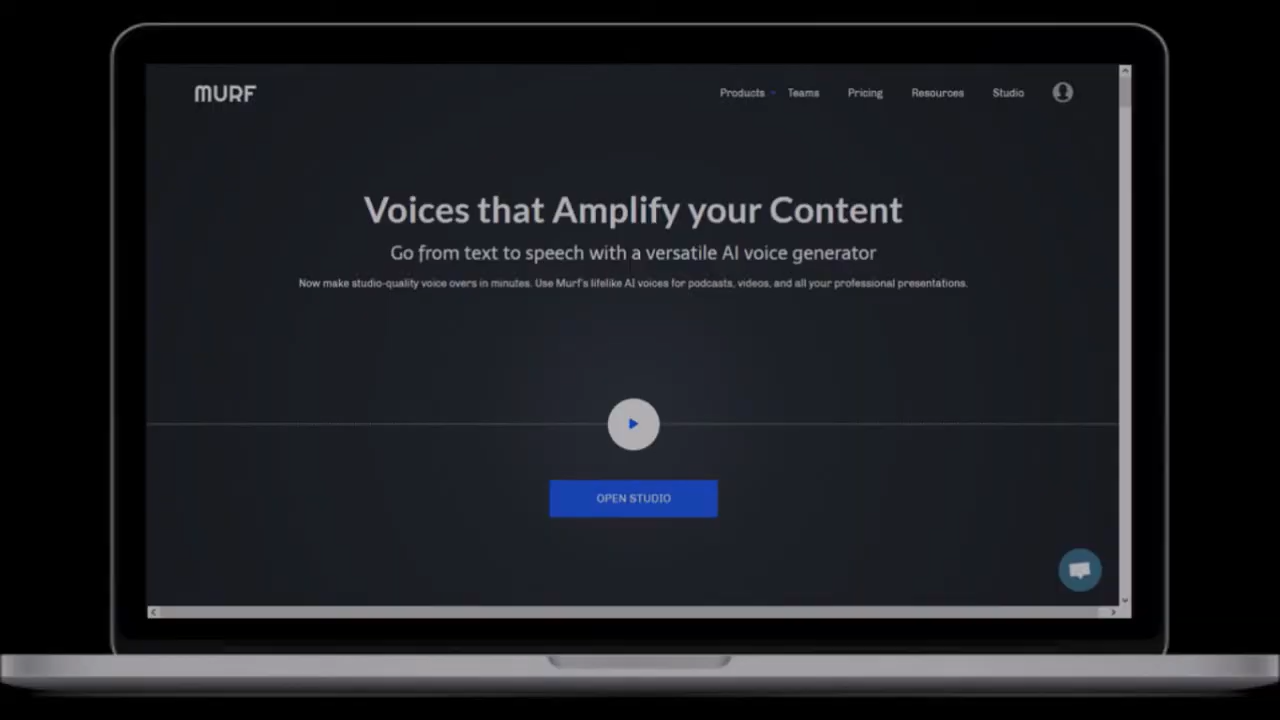 MURF
Products Teams Pricing Resources Studio
Voices that Amplify your Content
Go from text to speech with a versatile AI voice generator
Now make studio-quality voice overs in minutes. Use Murf's lifelike AI voices for podcasts, videos, and all your professional presentations.
OPEN STUDIO